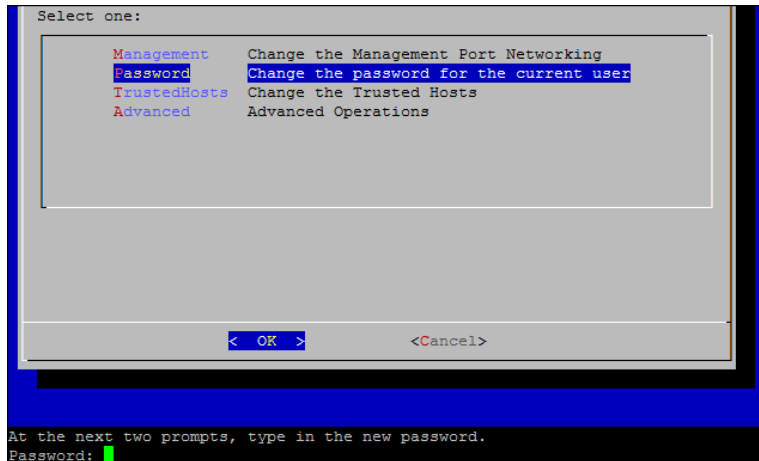 Select one:
Management Change the Management Port Networking
Password Change the password for the current user
TrustedHosts Change the Trusted Hosts
Advanced Advanced Operations
< OK > <Cancel>
At the next two prompts, type in the new password.
Password: